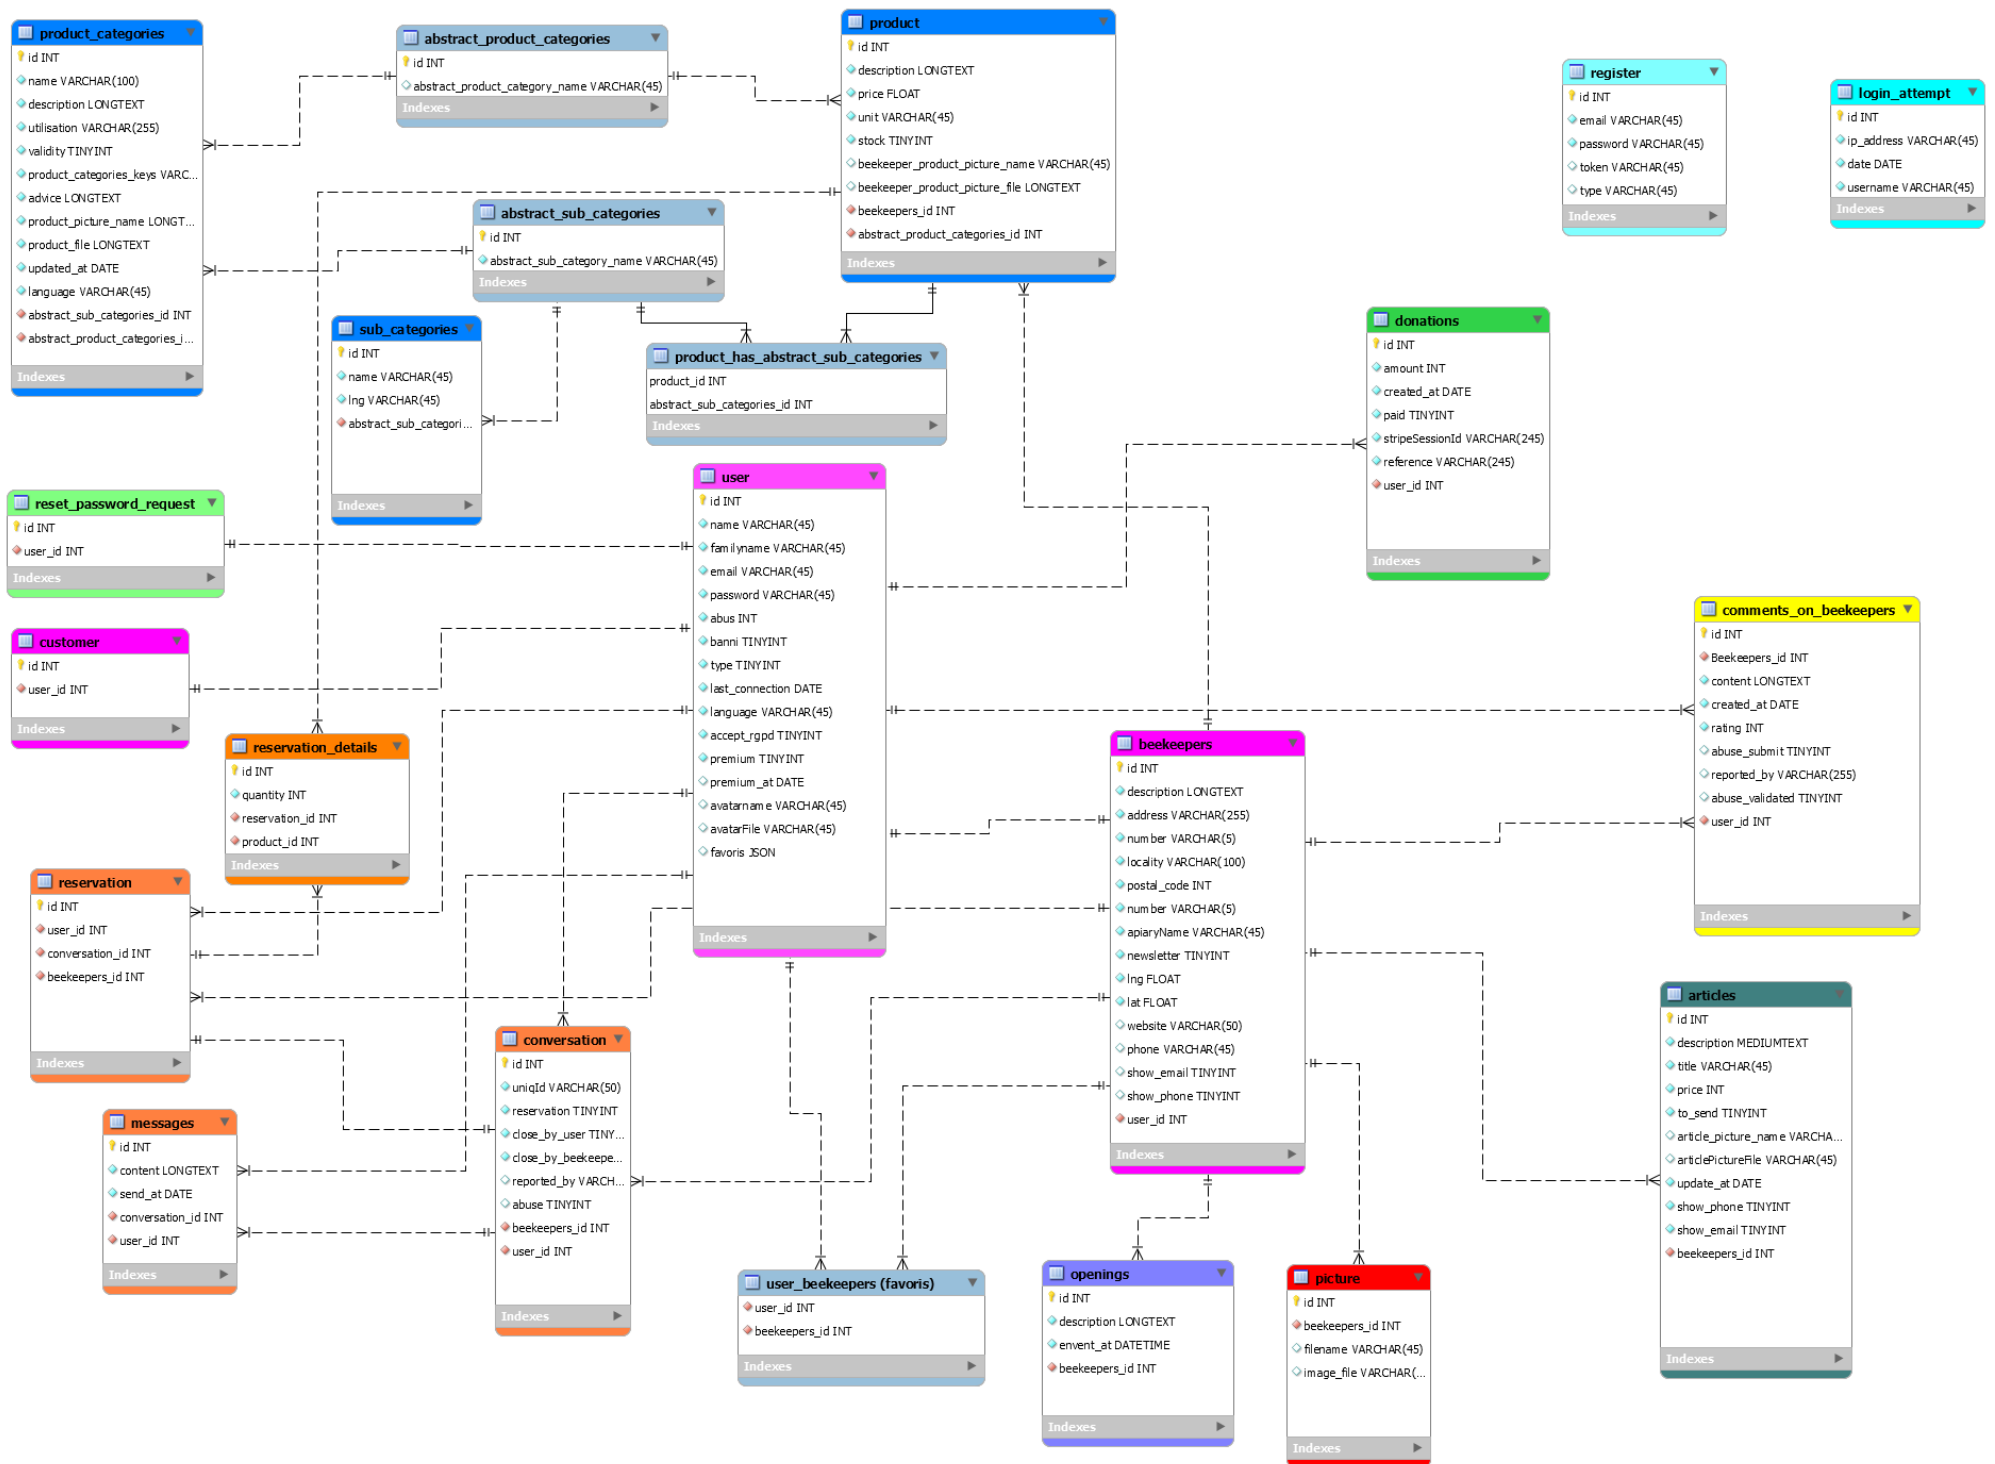 product_categories
id INT
name VARCHAR(100)
description LONGTEXT
utilisation VARCHAR(255)
validity TINYINT
product_categories_keys VARC...
advice LONGTEXT
product_picture_name LONGT...
product_file LONGTEXT
updated_at DATE
language VARCHAR(45)
abstract_sub_categories_id INT
abstract_product_categories_i...
Indexes
abstract_product_categories
id INT
abstract_product_category_name VARCHAR(45)
Indexes
product
id INT
description LONGTEXT
price FLOAT
unit VARCHAR(45)
stock TINYINT
beekeeper_product_picture_name VARCHAR(45)
beekeeper_product_picture_file LONGTEXT
beekeepers_id INT
abstract_product_categories_id INT
Indexes
register
id INT
email VARCHAR(45)
password VARCHAR(45)
token VARCHAR(45)
type VARCHAR(45)
Indexes
login_attempt
id INT
ip_address VARCHAR(45)
date DATE
username VARCHAR(45)
Indexes
abstract_sub_categories
id INT
abstract_sub_category_name VARCHAR(45)
Indexes
sub_categories
id INT
name VARCHAR(45)
lng VARCHAR(45)
abstract_sub_categori...
Indexes
product_has_abstract_sub_categories
product_id INT
abstract_sub_categories_id INT
Indexes
donations
id INT
amount INT
created_at DATE
paid TINYINT
stripeSessionId VARCHAR(245)
reference VARCHAR(245)
user_id INT
Indexes
reset_password_request
id INT
user_id INT
Indexes
user
id INT
name VARCHAR(45)
familyname VARCHAR(45)
email VARCHAR(45)
password VARCHAR(45)
abus INT
banni TINYINT
type TINYINT
last_connection DATE
language VARCHAR(45)
accept_rgpd TINYINT
premium TINYINT
premium_at DATE
avatarname VARCHAR(45)
avatarFile VARCHAR(45)
favoris JSON
Indexes
customer
id INT
user_id INT
Indexes
comments_on_beekeepers
id INT
Beekeepers_id INT
content LONGTEXT
created_at DATE
rating INT
abuse_submit TINYINT
reported_by VARCHAR(255)
abuse_validated TINYINT
user_id INT
Indexes
reservation_details
id INT
quantity INT
reservation_id INT
product_id INT
Indexes
beekeepers
id INT
description LONGTEXT
address VARCHAR(255)
number VARCHAR(5)
locality VARCHAR(100)
postal_code INT
number VARCHAR(5)
apiaryName VARCHAR(45)
newsletter TINYINT
lng FLOAT
lat FLOAT
website VARCHAR(50)
phone VARCHAR(45)
show_email TINYINT
show_phone TINYINT
user_id INT
Indexes
reservation
id INT
user_id INT
conversation_id INT
beekeepers_id INT
Indexes
articles
id INT
description MEDIUMTEXT
title VARCHAR(45)
price INT
to_send TINYINT
article_picture_name VARCHA...
articlePictureFile VARCHAR(45)
update_at DATE
show_phone TINYINT
show_email TINYINT
beekeepers_id INT
Indexes
conversation
id INT
uniqId VARCHAR(50)
reservation TINYINT
close_by_user TINY...
close_by_beekeepe...
reported_by VARCH...
abuse TINYINT
beekeepers_id INT
user_id INT
Indexes
messages
id INT
content LONGTEXT
send_at DATE
conversation_id INT
user_id INT
Indexes
user_beekeepers (favoris)
user_id INT
beekeepers_id INT
Indexes
openings
id INT
description LONGTEXT
envent_at DATETIME
beekeepers_id INT
Indexes
picture
id INT
beekeepers_id INT
filename VARCHAR(45)
image_file VARCHAR(...
Indexes